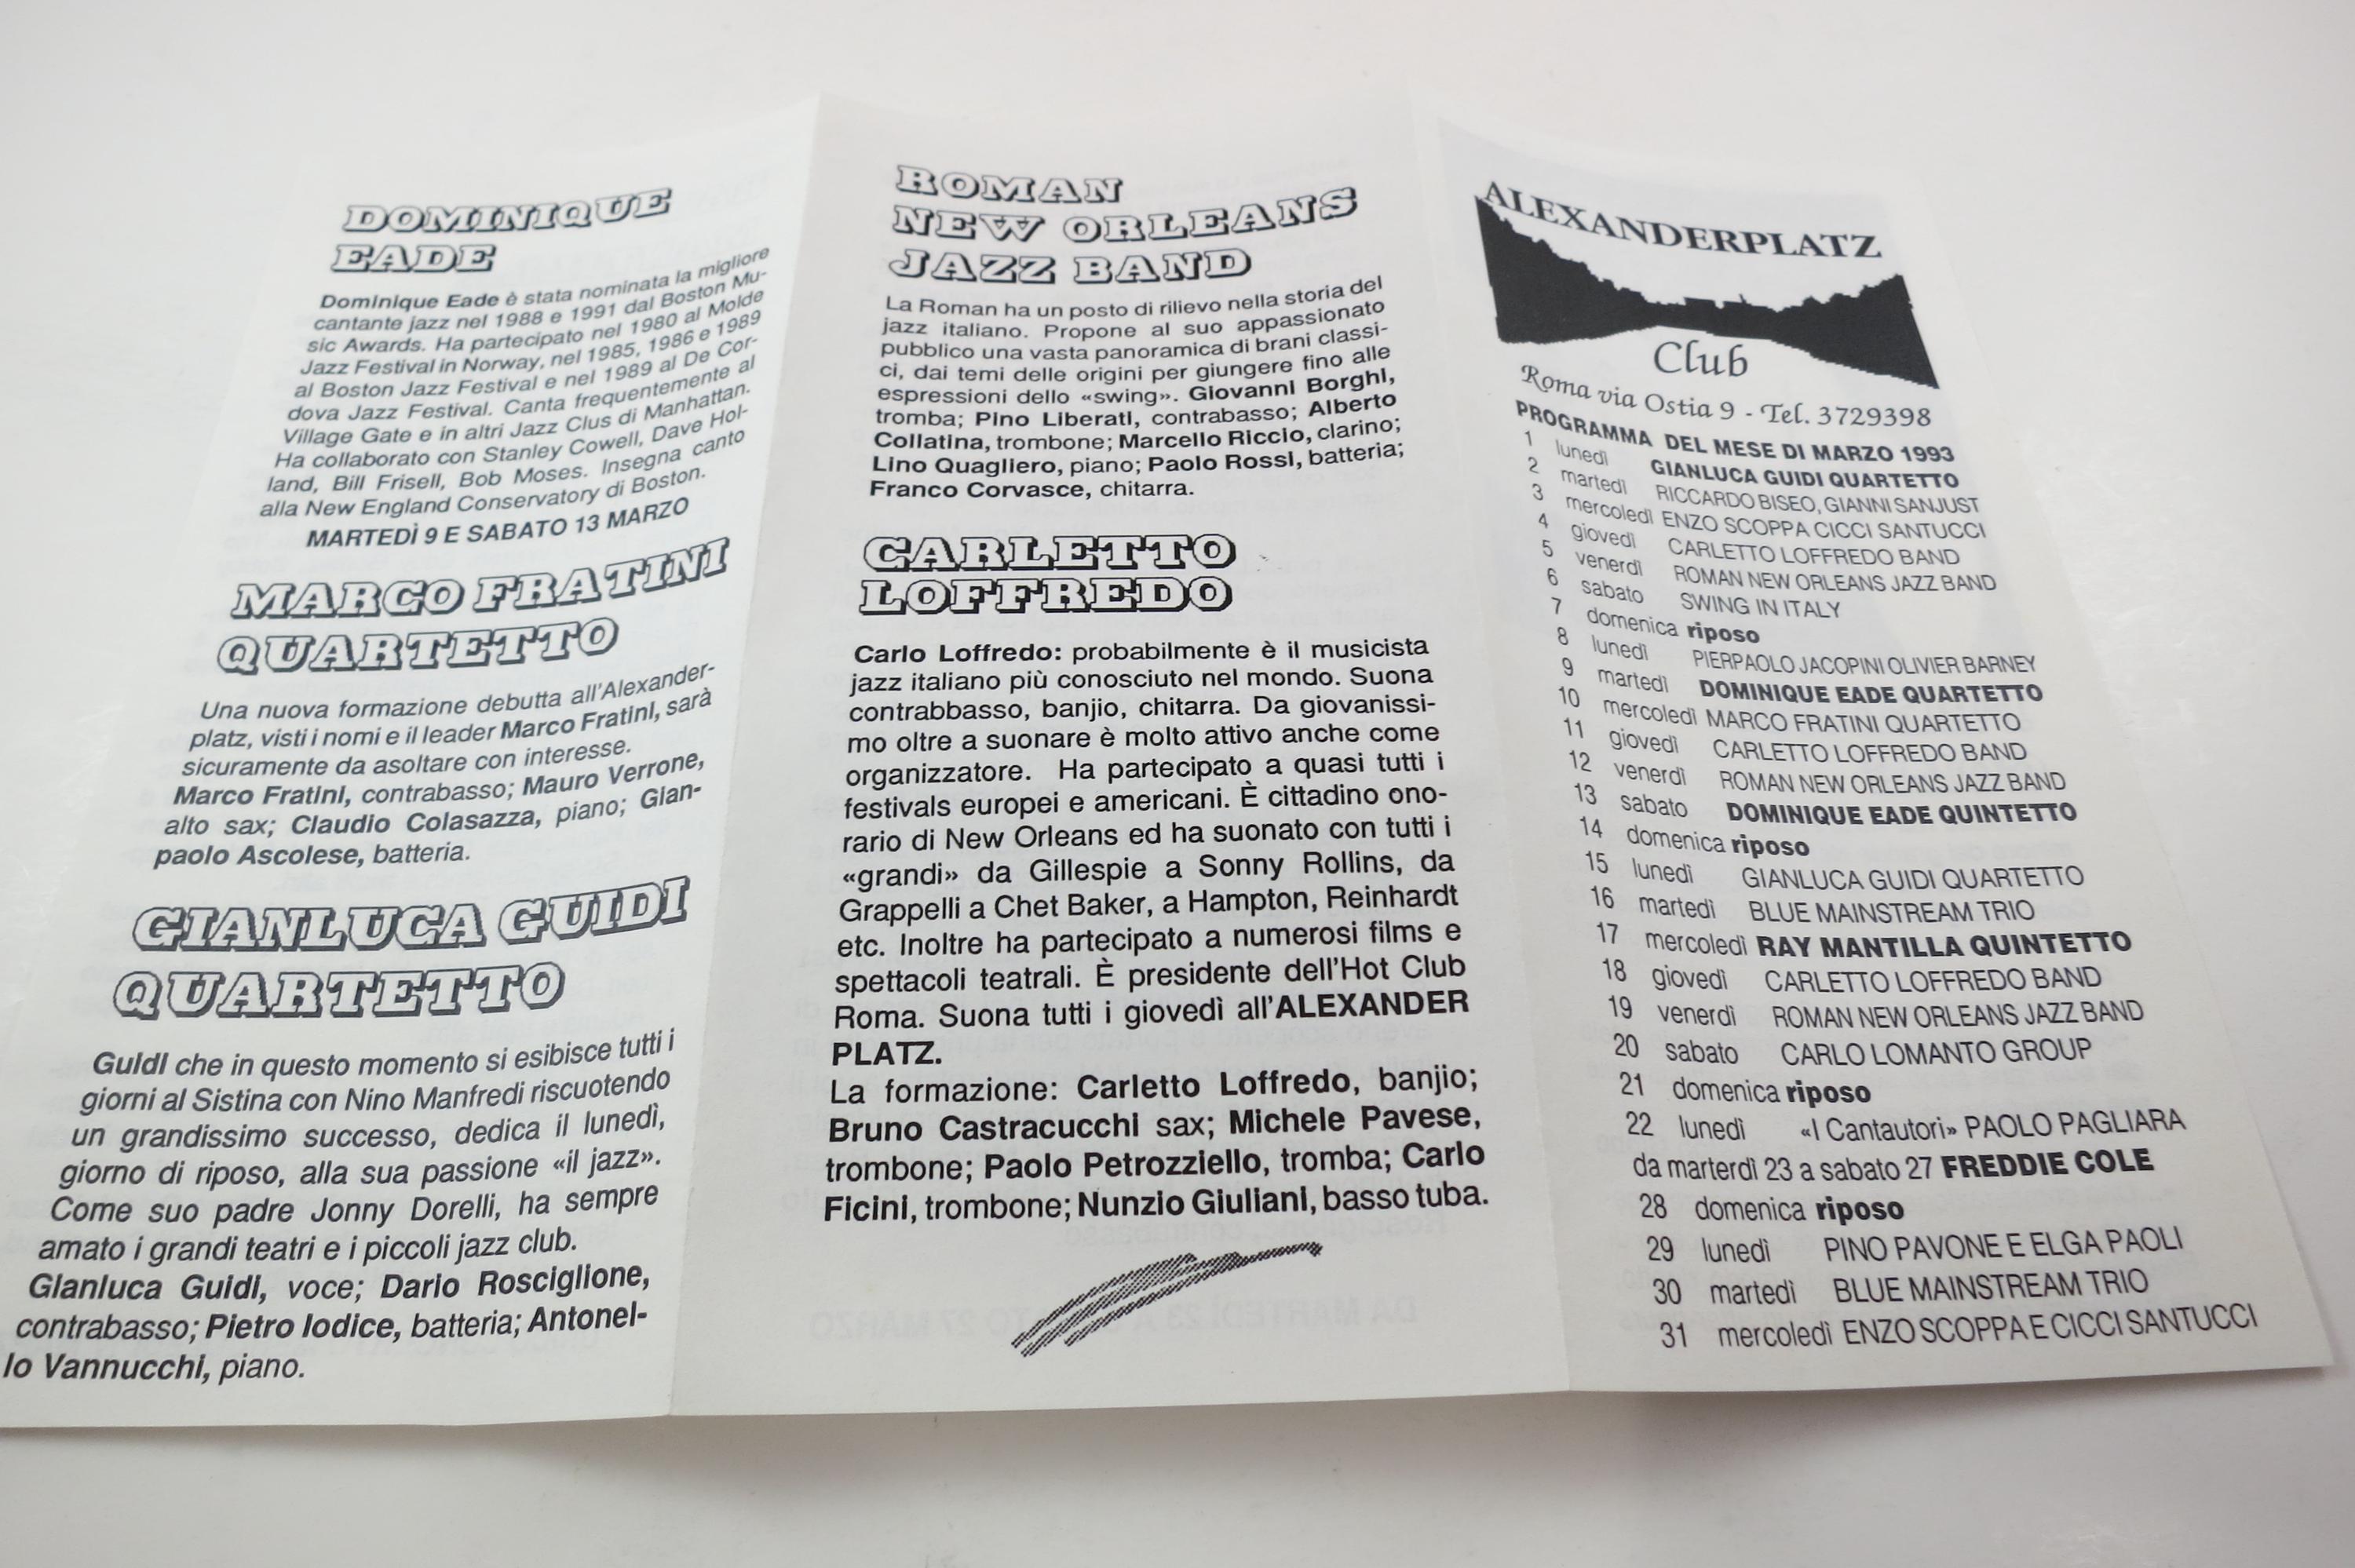 DOMINIQUE
EADE
Dominique Eade è stata nominata la migliore
cantante jazz nel 1988 e 1991 dal Boston Mu-
sic Awards. Ha partecipato nel 1980 al Molde
Jazz Festival in Norway, nel 1985, 1986 e 1989
al Boston Jazz Festival e nel 1989 al De Cor-
dova Jazz Festival. Canta frequentemente al
Village Gate e in altri Jazz Clus di Manhattan.
Ha collaborato con Stanley Cowell, Dave Hol-
land, Bill Frisell, Bob Moses. Insegna canto
alla New England Conservatory di Boston.
MARTEDÌ 9 E SABATO 13 MARZO
MARCO FRATINI
QUARTETTO
Una nuova formazione debutta all'Alexander-
platz, visti i nomi e il leader Marco Fratini, sarà
sicuramente da asoltare con interesse.
Marco Fratini, contrabasso; Mauro Verrone,
alto sax; Claudio Colasazza, piano; Gian-
paolo Ascolese, batteria.
GIANLUCA GUIDI
QUARTETTO
Guidi che in questo momento si esibisce tutti i
giorni al Sistina con Nino Manfredi riscuotendo
un grandissimo successo, dedica il lunedì,
giorno di riposo, alla sua passione «il jazz».
Come suo padre Jonny Dorelli, ha sempre
amato i grandi teatri e i piccoli jazz club.
Gianluca Guidi, voce; Dario Rosciglione,
contrabasso; Pietro Iodice, batteria; Antonel-
lo Vannucchi, piano.
ROMAN
NEW ORLEANS
JAZZ BAND
La Roman ha un posto di rilievo nella storia del
jazz italiano. Propone al suo appassionato
pubblico una vasta panoramica di brani classi-
ci, dai temi delle origini per giungere fino alle
espressioni dello «swing». Giovanni Borghi,
tromba; Pino Liberati, contrabasso; Alberto
Collatina, trombone; Marcello Riccio, clarino;
Lino Quagliero, piano; Paolo Rossi, batteria;
Franco Corvasce, chitarra.
CARLETTO
LOFFREDO
Carlo Loffredo: probabilmente è il musicista
jazz italiano più conosciuto nel mondo. Suona
contrabbasso, banjio, chitarra. Da giovanissi-
mo oltre a suonare è molto attivo anche come
organizzatore. Ha partecipato a quasi tutti i
festivals europei e americani. È cittadino ono-
rario di New Orleans ed ha suonato con tutti i
«grandi» da Gillespie a Sonny Rollins, da
Grappelli a Chet Baker, a Hampton, Reinhardt
etc. Inoltre ha partecipato a numerosi films e
spettacoli teatrali. È presidente dell'Hot Club
Roma. Suona tutti i giovedì all'ALEXANDER
PLATZ.
La formazione: Carletto Loffredo, banjio;
Bruno Castracucchi sax; Michele Pavese,
trombone; Paolo Petrozziello, tromba; Carlo
Ficini, trombone; Nunzio Giuliani, basso tuba.
ALEXANDERPLATZ
Club
Roma via Ostia 9 - Tel. 3729398
PROGRAMMA DEL MESE DI MARZO 1993
1 lunedì GIANLUCA GUIDI QUARTETTO
2 martedì RICCARDO BISEO, GIANNI SANJUST
3 mercoledì ENZO SCOPPA CICCI SANTUCCI
4 giovedì CARLETTO LOFFREDO BAND
5 venerdì ROMAN NEW ORLEANS JAZZ BAND
6 sabato SWING IN ITALY
7 domenica riposo
8 lunedì PIERPAOLO JACOPINI OLIVIER BARNEY
9 martedì DOMINIQUE EADE QUARTETTO
10 mercoledì MARCO FRATINI QUARTETTO
11 giovedì CARLETTO LOFFREDO BAND
12 venerdì ROMAN NEW ORLEANS JAZZ BAND
13 sabato DOMINIQUE EADE QUINTETTO
14 domenica riposo
15 lunedì GIANLUCA GUIDI QUARTETTO
16 martedì BLUE MAINSTREAM TRIO
17 mercoledì RAY MANTILLA QUINTETTO
18 giovedì CARLETTO LOFFREDO BAND
19 venerdì ROMAN NEW ORLEANS JAZZ BAND
20 sabato CARLO LOMANTO GROUP
21 domenica riposo
22 lunedì «I Cantautori» PAOLO PAGLIARA
da marterdì 23 a sabato 27 FREDDIE COLE
28 domenica riposo
29 lunedì PINO PAVONE E ELGA PAOLI
30 martedì BLUE MAINSTREAM TRIO
31 mercoledì ENZO SCOPPA E CICCI SANTUCCI